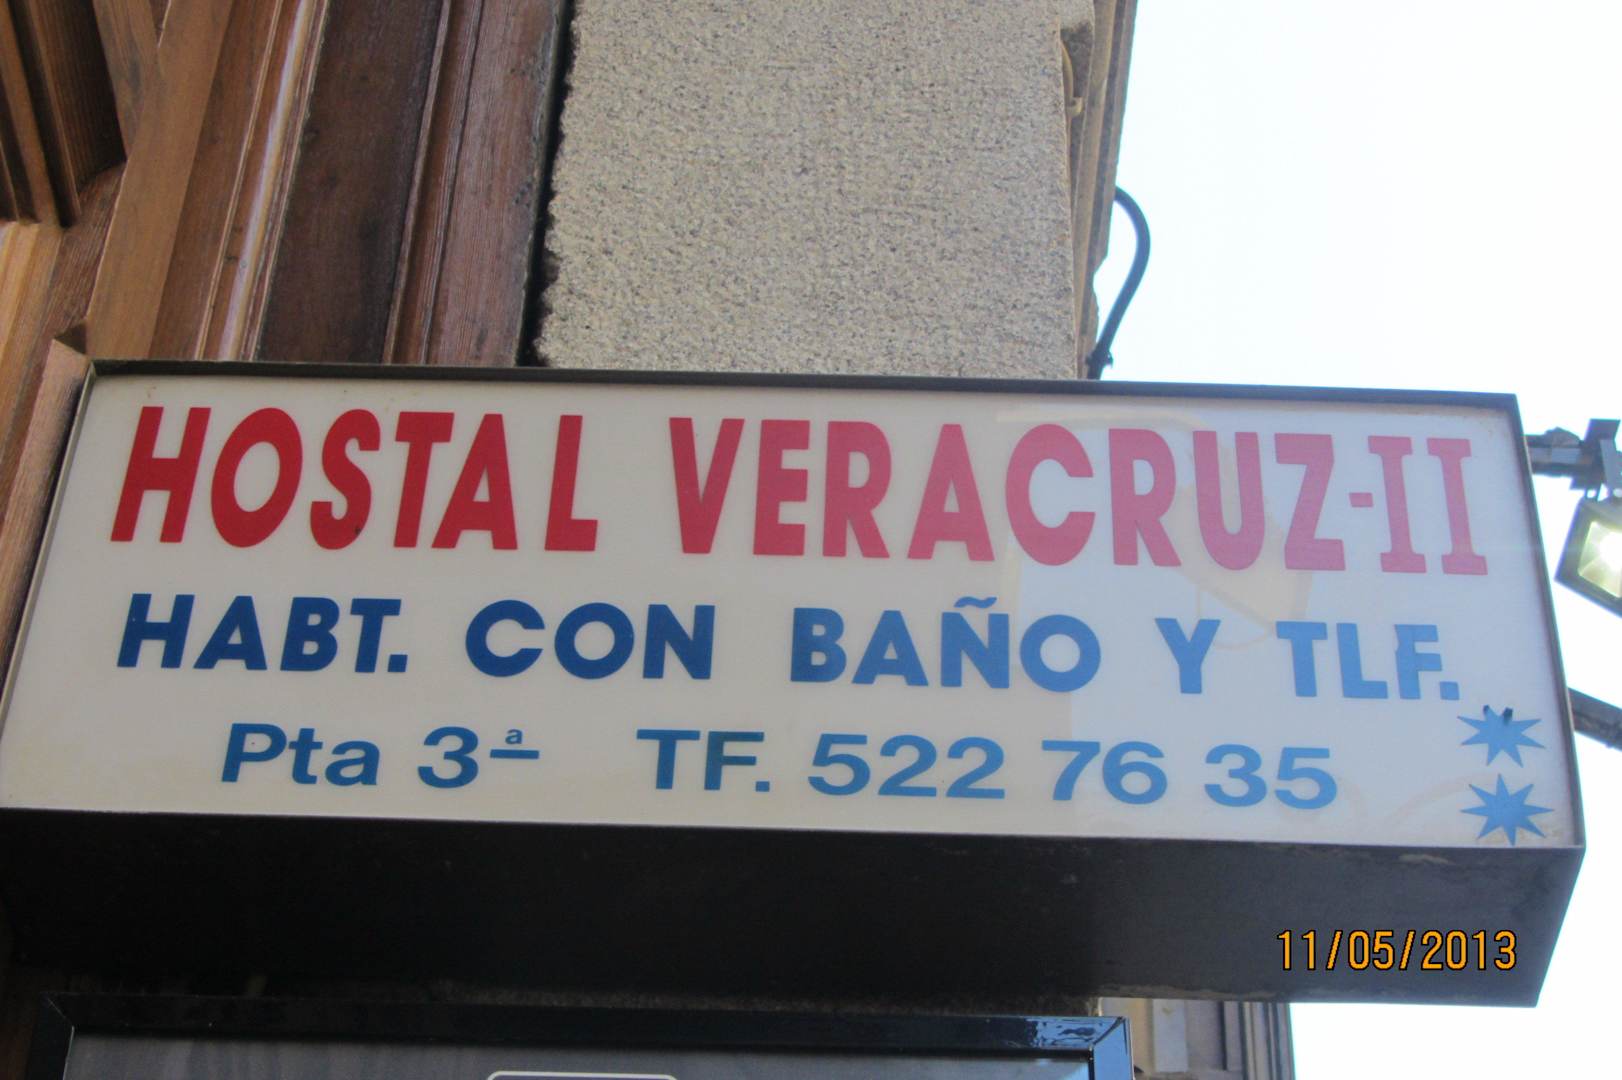 HOSTAL VERACRUZ-II
HABT. CON BAÑO Y TLF.
Pta 3ª TF. 522 76 35
11/05/2013